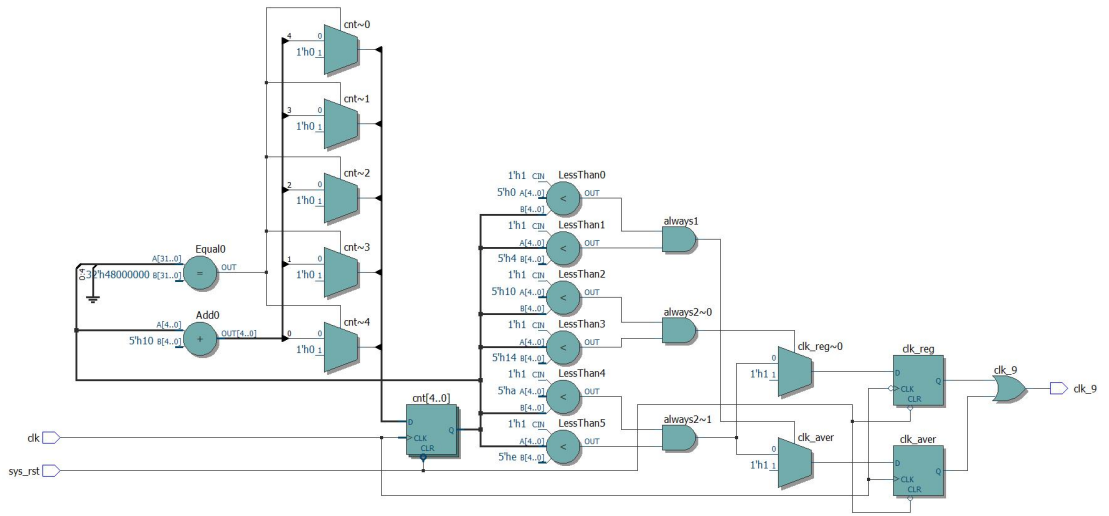 cnt~0
4
0
1'h0 1
cnt~1
3
0
1'h0 1
cnt~2
2
0
1'h0 1
cnt~3
1
0
1'h0 1
cnt~4
0
0
1'h0 1
Equal0
A[31..0]
32'h48000000 B[31..0]
=
OUT
0:4
Add0
A[4..0]
5'h10 B[4..0]
+
OUT[4..0]
cnt[4..0]
D
CLK
CLR
Q
clk
sys_rst
LessThan0
1'h1 CIN
5'h0 A[4..0]
B[4..0]
<
OUT
LessThan1
1'h1 CIN
A[4..0]
5'h4 B[4..0]
<
OUT
LessThan2
1'h1 CIN
5'h10 A[4..0]
B[4..0]
<
OUT
LessThan3
1'h1 CIN
A[4..0]
5'h14 B[4..0]
<
OUT
LessThan4
1'h1 CIN
5'ha A[4..0]
B[4..0]
<
OUT
LessThan5
1'h1 CIN
A[4..0]
5'he B[4..0]
<
OUT
always1
always2~0
always2~1
clk_reg~0
0
1'h1 1
clk_aver
0
1'h1 1
clk_reg
D
CLK
CLR
Q
clk_aver
D
CLK
CLR
Q
clk_9
clk_9